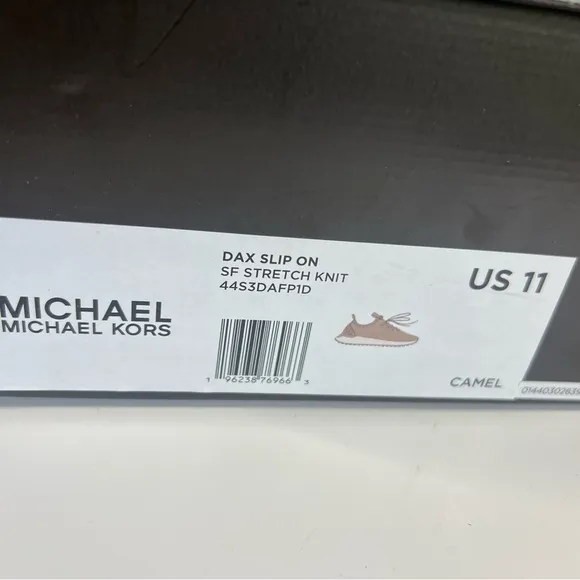 DAX SLIP ON
SF STRETCH KNIT
44S3DAFP1D
US 11
MICHAEL
MICHAEL KORS
1 96238 76966 3
CAMEL